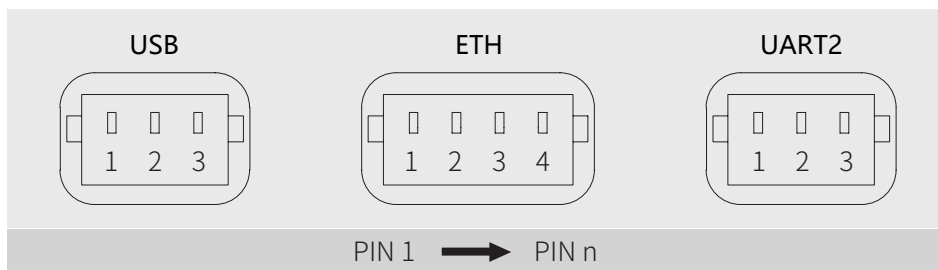 USB ETH UART2
1 2 3 1 2 3 4 1 2 3
PIN 1 PIN n